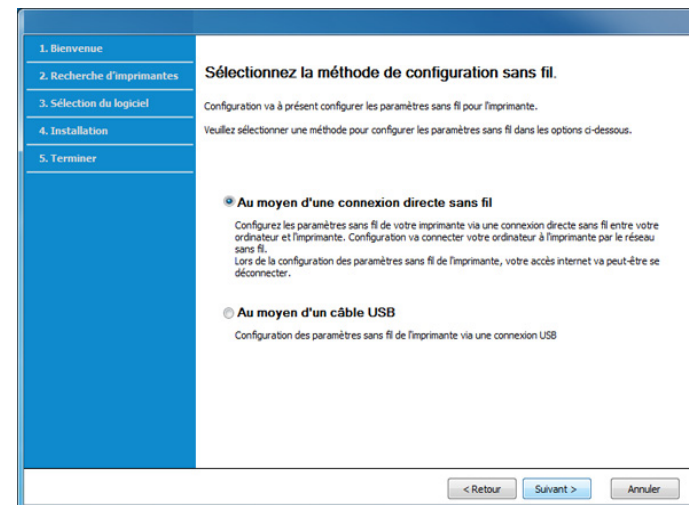 1. Bienvenue
2. Recherche d'imprimantes
3. Sélection du logiciel
4. Installation
5. Terminer
Sélectionnez la méthode de configuration sans fil.
Configuration va à présent configurer les paramètres sans fil pour l'imprimante.
Veuillez sélectionner une méthode pour configurer les paramètres sans fil dans les options ci-dessous.
Au moyen d'une connexion directe sans fil
Configurez les paramètres sans fil de votre imprimante via une connexion directe sans fil entre votre
ordinateur et l'imprimante. Configuration va connecter votre ordinateur à l'imprimante par le réseau
sans fil.
Lors de la configuration des paramètres sans fil de l'imprimante, votre accès internet va peut-être se
déconnecter.
Au moyen d'un câble USB
Configuration des paramètres sans fil de l'imprimante via une connexion USB
< Retour Suivant > Annuler